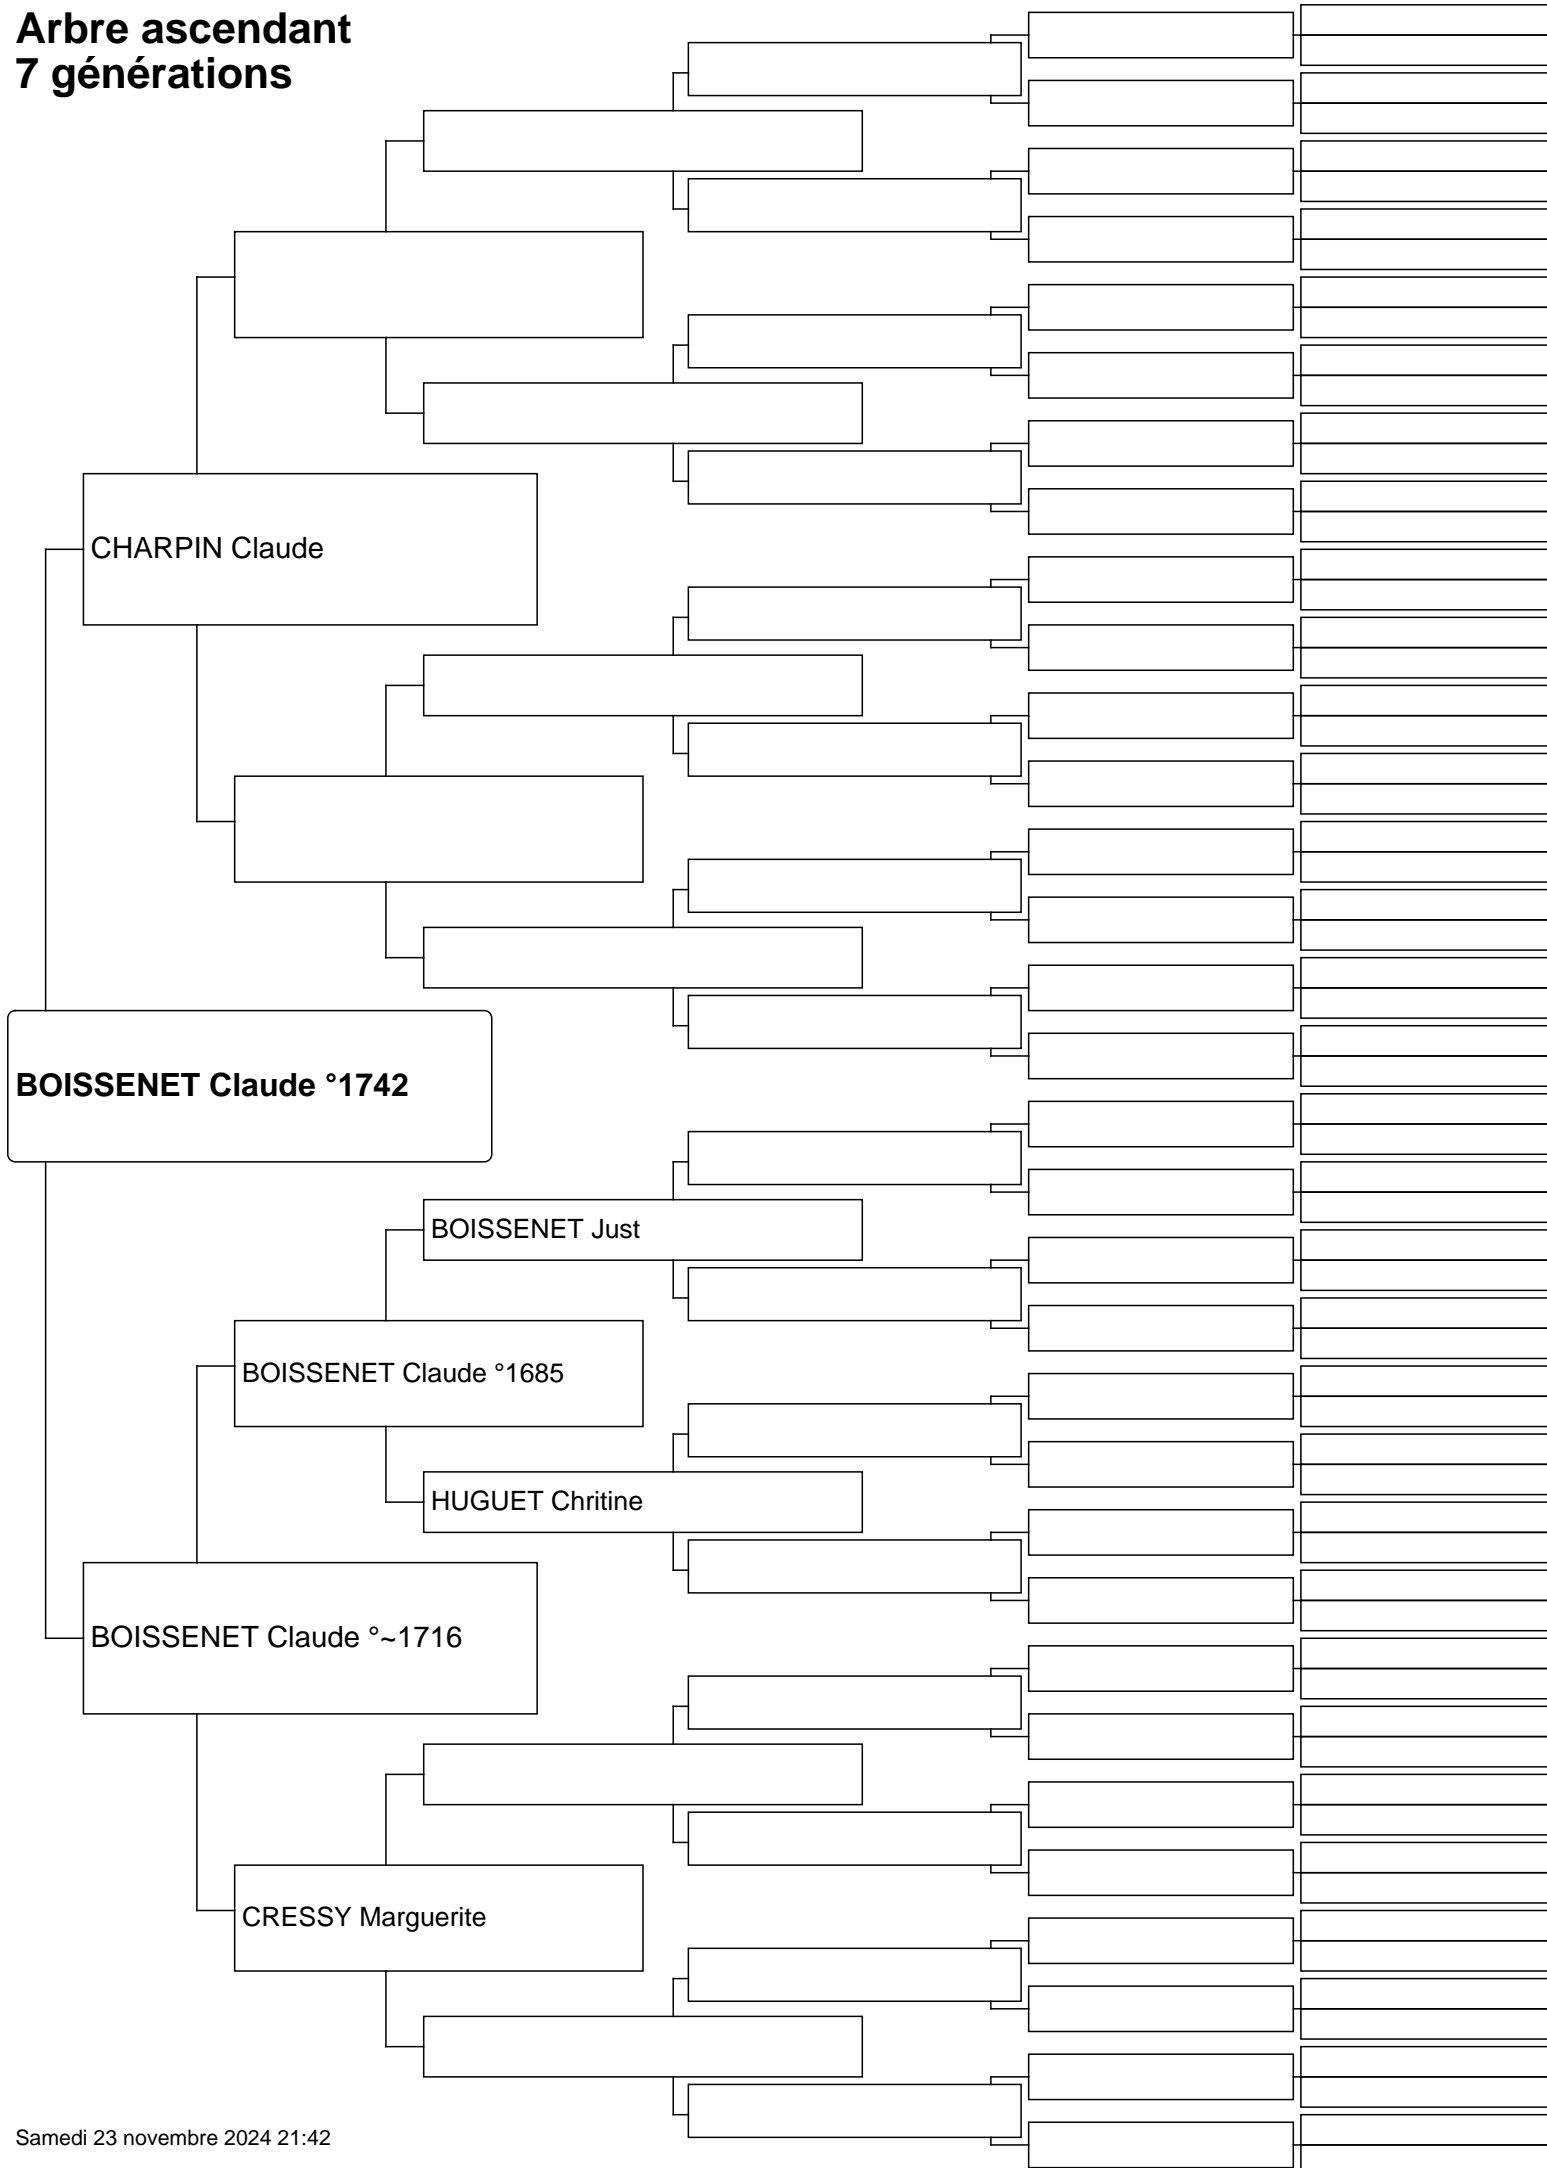 Arbre ascendant
7 générations
CHARPIN Claude
BOISSENET Claude °1742
BOISSENET Just
BOISSENET Claude °1685
HUGUET Chritine
BOISSENET Claude °~1716
CRESSY Marguerite
Samedi 23 novembre 2024 21:42